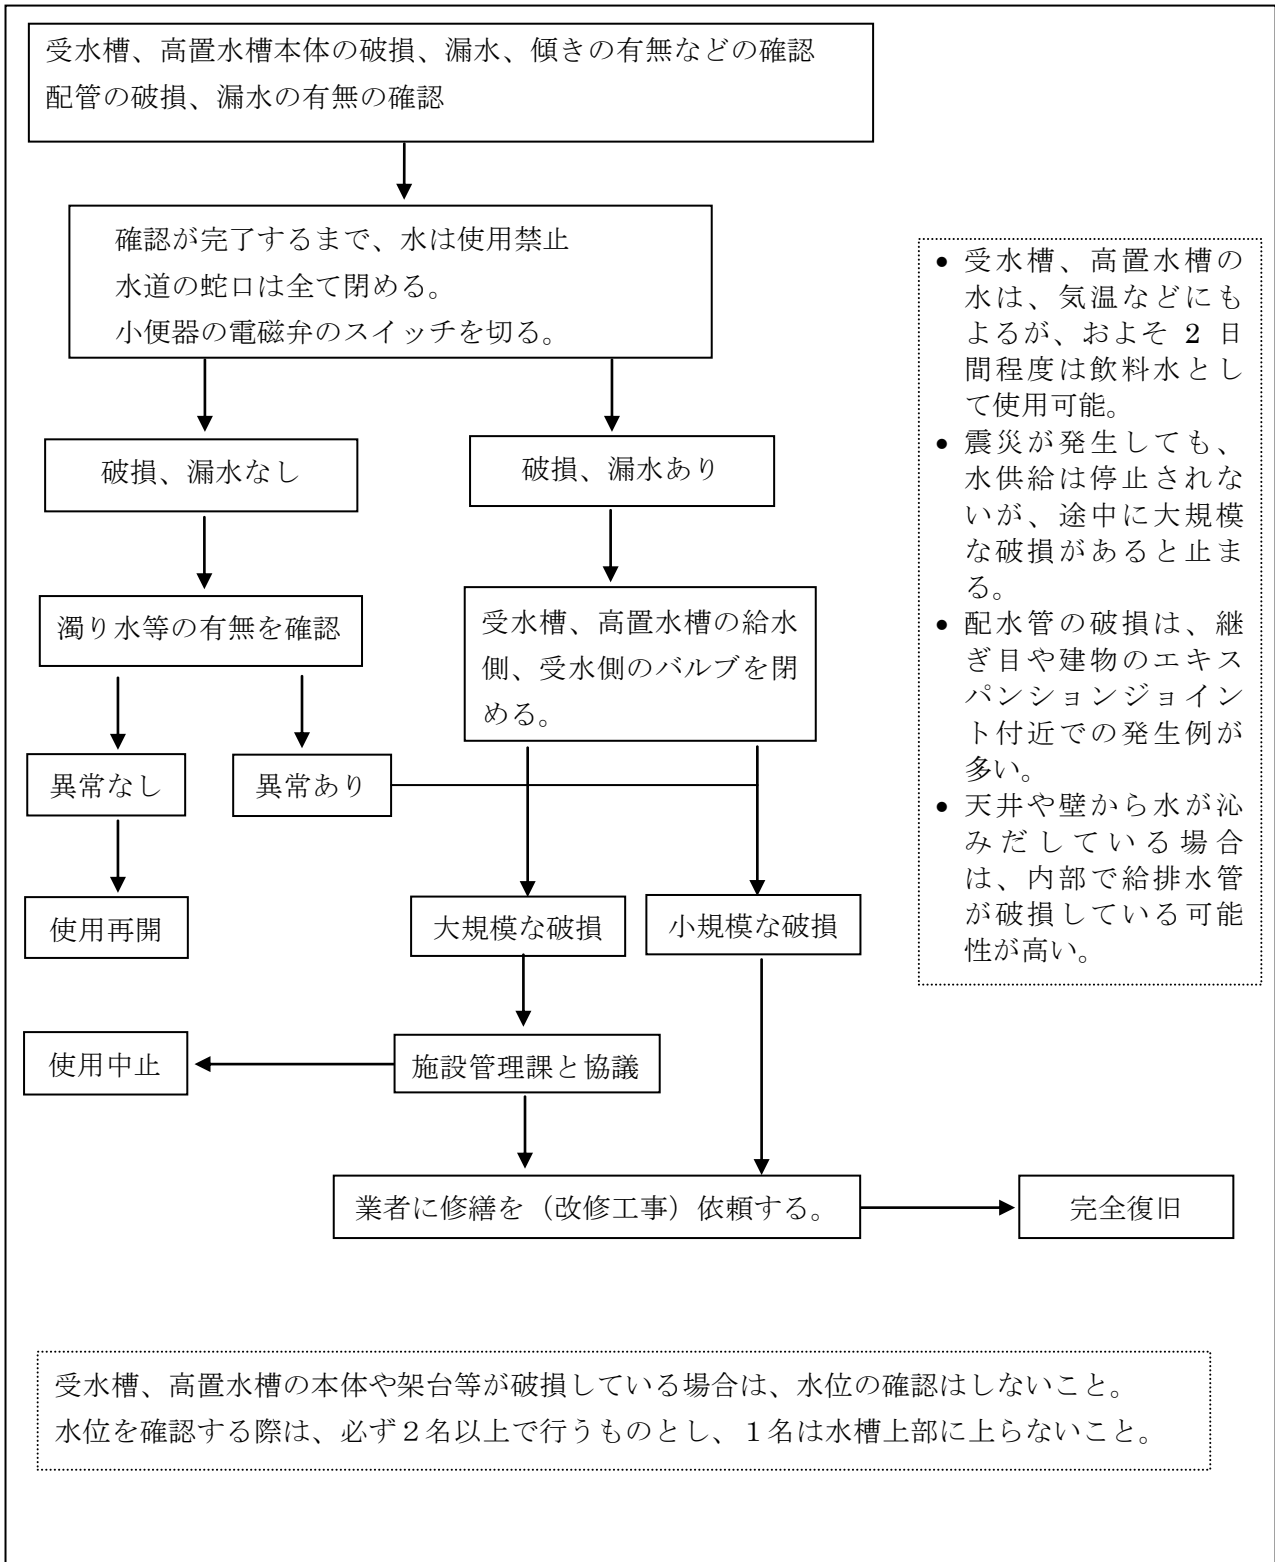 受水槽、高置水槽本体の破損、漏水、傾きの有無などの確認
配管の破損、漏水の有無の確認
確認が完了するまで、水は使用禁止
水道の蛇口は全て閉める。
小便器の電磁弁のスイッチを切る。
破損、漏水なし
破損、漏水あり
濁り水等の有無を確認
受水槽、高置水槽の給水
側、受水側のバルブを閉
める。
異常なし
異常あり
使用再開
大規模な破損
小規模な破損
使用中止
施設管理課と協議
業者に修繕を（改修工事）依頼する。
完全復旧
• 受水槽、高置水槽の
水は、気温などにも
よるが、およそ 2 日
間程度は飲料水とし
て使用可能。
• 震災が発生しても、
水供給は停止されな
いが、途中に大規模
な破損があると止ま
る。
• 配水管の破損は、継
ぎ目や建物のエキス
パンションジョイン
ト付近での発生例が
多い。
• 天井や壁から水が沁
みだしている場合
は、内部で給排水管
が破損している可能
性が高い。
受水槽、高置水槽の本体や架台等が破損している場合は、水位の確認はしないこと。
水位を確認する際は、必ず２名以上で行うものとし、１名は水槽上部に上らないこと。